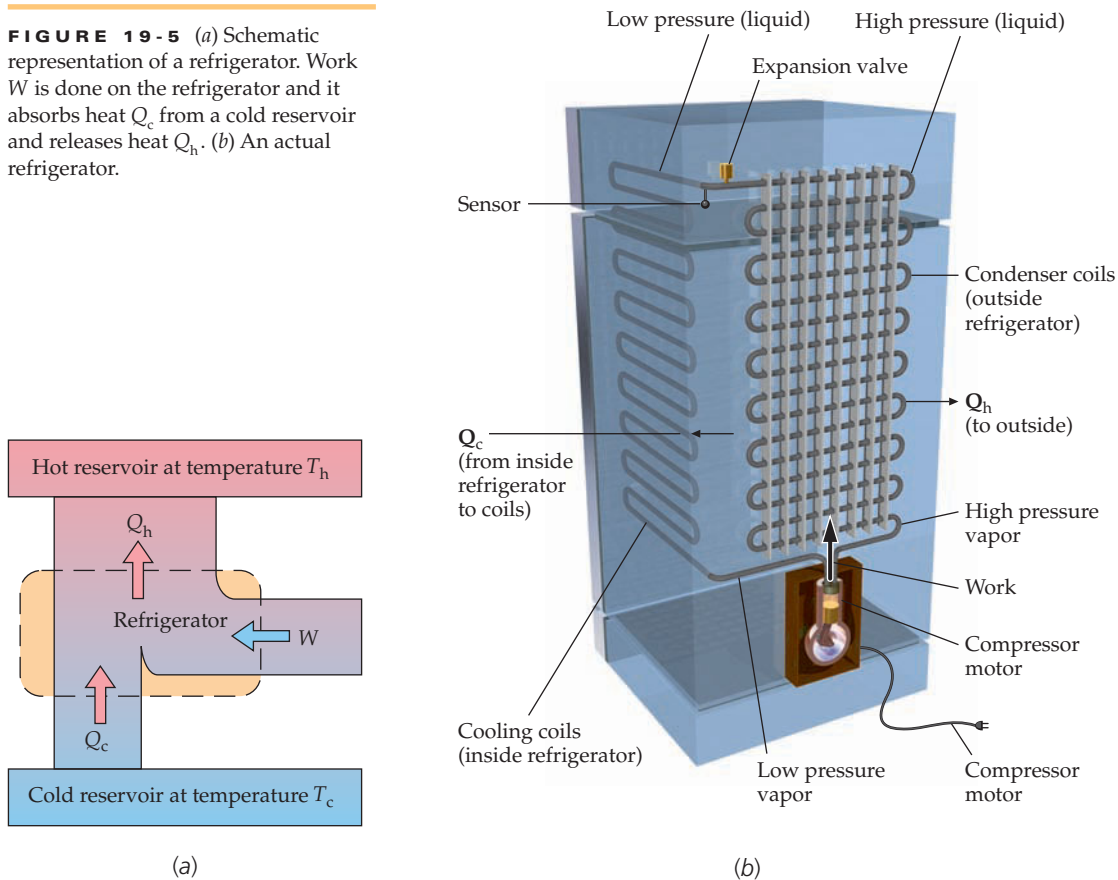 FIGURE 19-5 (a) Schematic
representation of a refrigerator. Work
W is done on the refrigerator and it
absorbs heat Qc from a cold reservoir
and releases heat Qh. (b) An actual
refrigerator.
Hot reservoir at temperature Th
Qh
Refrigerator
W
Qc
Cold reservoir at temperature Tc
(a)
Low pressure (liquid)
High pressure (liquid)
Expansion valve
Sensor
Condenser coils
(outside
refrigerator)
Qc
(from inside
refrigerator
to coils)
Qh
(to outside)
High pressure
vapor
Work
Compressor
motor
Cooling coils
(inside refrigerator)
Low pressure
vapor
Compressor
motor
(b)